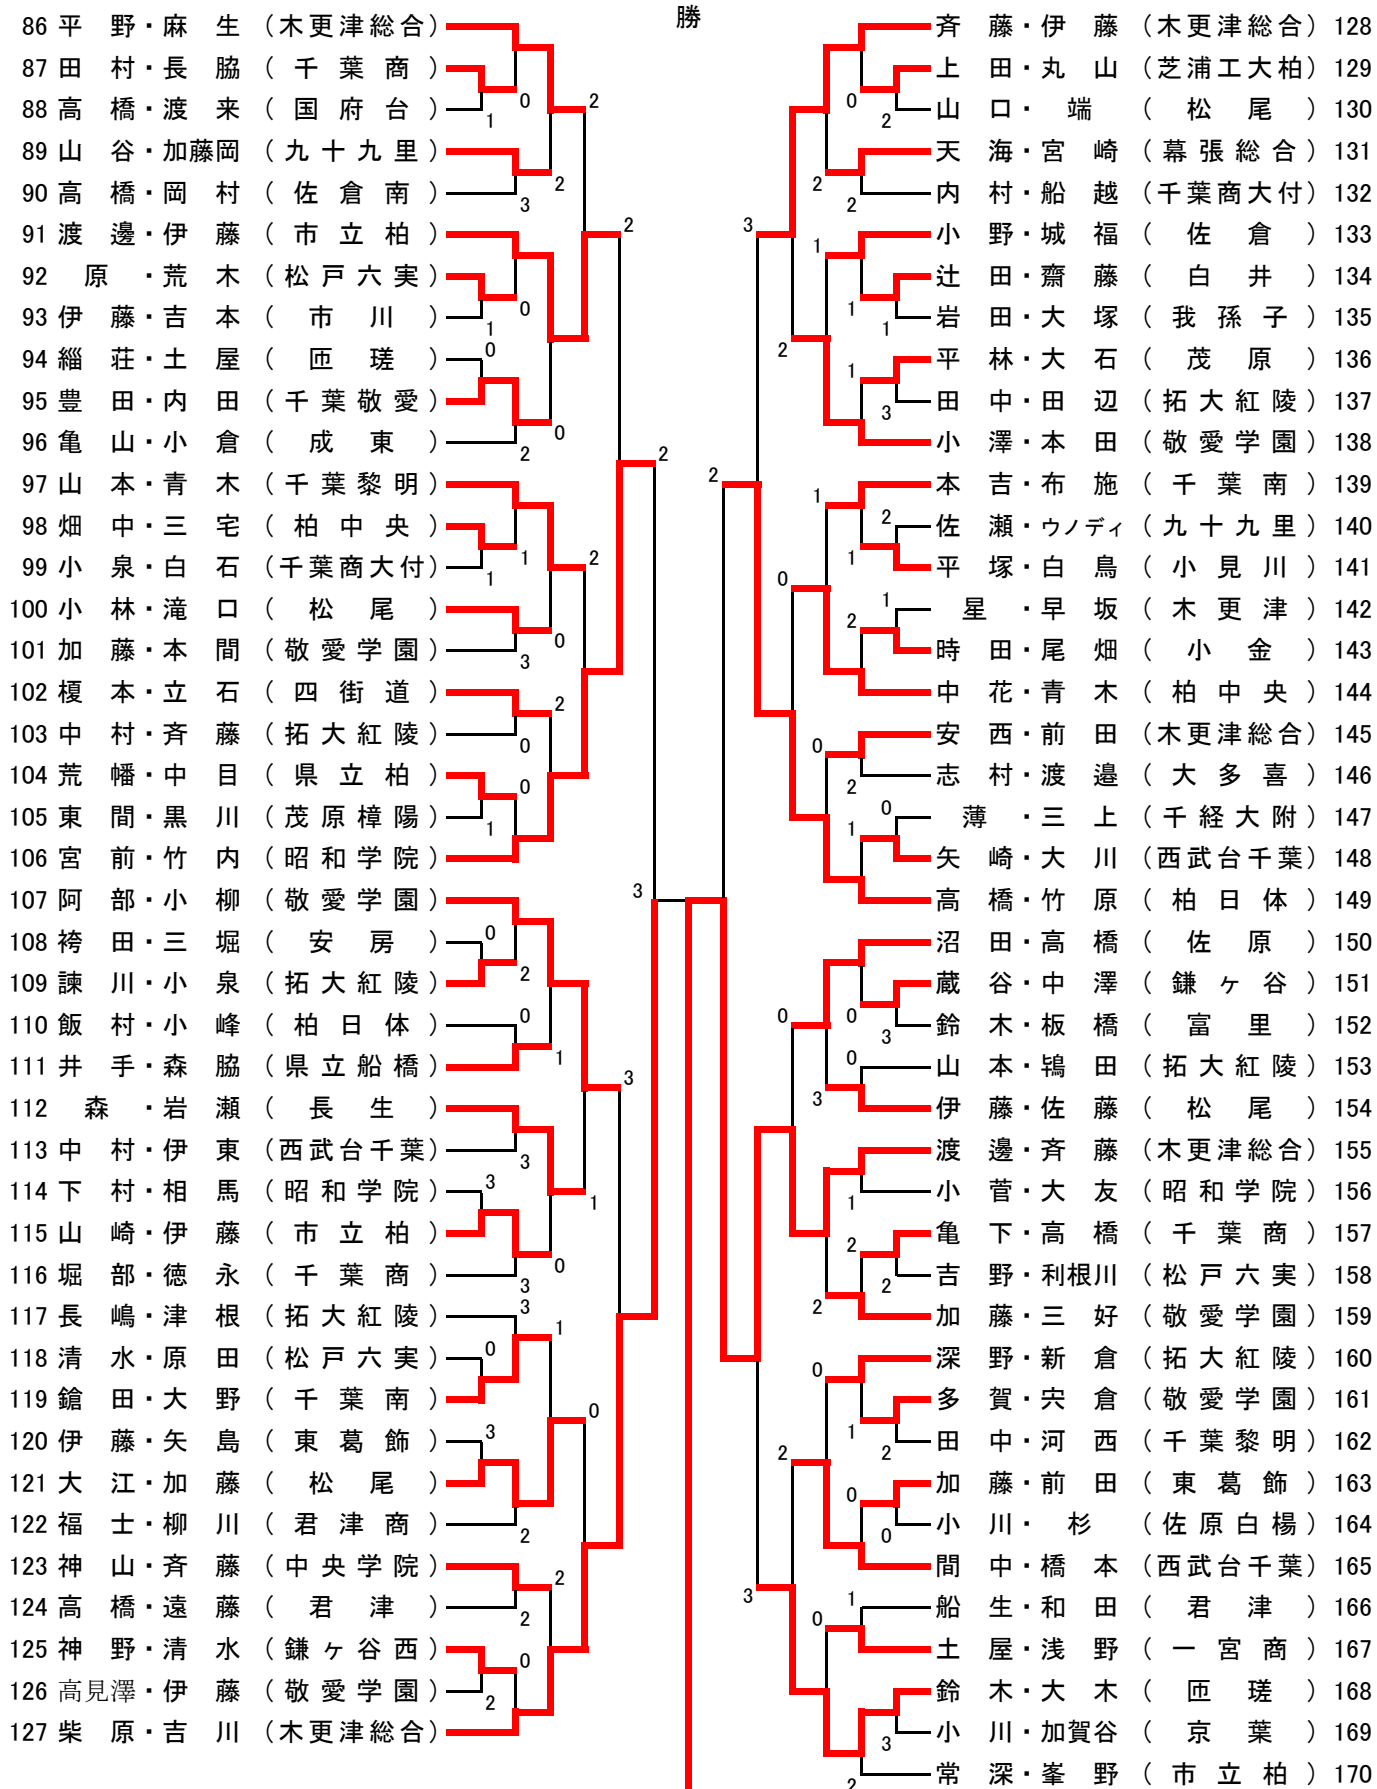 勝
86 平 野・麻 生 (木更津総合)
87 田 村・長 脇 ( 千 葉 商 )
88 高 橋・渡 来 ( 国 府 台 )
89 山 谷・加藤岡 ( 九 十 九 里 )
90 高 橋・岡 村 ( 佐 倉 南 )
91 渡 邊・伊 藤 ( 市 立 柏 )
92 原 ・荒 木 (松 戸 六 実)
93 伊 藤・吉 本 ( 市 川 )
94 緇 荘・土 屋 ( 匝 瑳 )
95 豊 田・内 田 (千 葉 敬 愛)
96 亀 山・小 倉 ( 成 東 )
97 山 本・青 木 (千 葉 黎 明)
98 畑 中・三 宅 ( 柏 中 央 )
99 小 泉・白 石 (千葉商大付)
100 小 林・滝 口 ( 松 尾 )
101 加 藤・本 間 (敬 愛 学 園)
102 榎 本・立 石 ( 四 街 道 )
103 中 村・斉 藤 (拓 大 紅 陵)
104 荒 幡・中 目 ( 県 立 柏 )
105 東 間・黒 川 (茂 原 樟 陽)
106 宮 前・竹 内 (昭 和 学 院)
107 阿 部・小 柳 (敬 愛 学 園)
108 袴 田・三 堀 ( 安 房 )
109 諫 川・小 泉 (拓 大 紅 陵)
110 飯 村・小 峰 ( 柏 日 体 )
111 井 手・森 脇 (県 立 船 橋)
112 森 ・岩 瀬 ( 長 生 )
113 中 村・伊 東 (西武台千葉)
114 下 村・相 馬 (昭 和 学 院)
115 山 崎・伊 藤 ( 市 立 柏 )
116 堀 部・徳 永 ( 千 葉 商 )
117 長 嶋・津 根 (拓 大 紅 陵)
118 清 水・原 田 (松 戸 六 実)
119 鎗 田・大 野 ( 千 葉 南 )
120 伊 藤・矢 島 ( 東 葛 飾 )
121 大 江・加 藤 ( 松 尾 )
122 福 士・柳 川 ( 君 津 商 )
123 神 山・斉 藤 (中 央 学 院)
124 高 橋・遠 藤 ( 君 津 )
125 神 野・清 水 (鎌 ヶ 谷 西)
126 高見澤・伊 藤 (敬 愛 学 園)
127 柴 原・吉 川 (木更津総合)
斉 藤・伊 藤 (木更津総合) 128
上 田・丸 山 (芝浦工大柏) 129
山 口・ 端 ( 松 尾 ) 130
天 海・宮 崎 (幕 張 総 合) 131
内 村・船 越 (千葉商大付) 132
小 野・城 福 ( 佐 倉 ) 133
辻 田・齋 藤 ( 白 井 ) 134
岩 田・大 塚 ( 我 孫 子 ) 135
平 林・大 石 ( 茂 原 ) 136
田 中・田 辺 (拓 大 紅 陵) 137
小 澤・本 田 (敬 愛 学 園) 138
本 吉・布 施 ( 千 葉 南 ) 139
佐 瀬・ウノディ (九 十 九 里) 140
平 塚・白 鳥 ( 小 見 川 ) 141
星 ・早 坂 ( 木 更 津 ) 142
時 田・尾 畑 ( 小 金 ) 143
中 花・青 木 ( 柏 中 央 ) 144
安 西・前 田 (木更津総合) 145
志 村・渡 邉 ( 大 多 喜 ) 146
薄 ・三 上 (千 経 大 附) 147
矢 崎・大 川 (西武台千葉) 148
高 橋・竹 原 ( 柏 日 体 ) 149
沼 田・高 橋 ( 佐 原 ) 150
蔵 谷・中 澤 ( 鎌 ヶ 谷 ) 151
鈴 木・板 橋 ( 富 里 ) 152
山 本・鴇 田 (拓 大 紅 陵) 153
伊 藤・佐 藤 ( 松 尾 ) 154
渡 邊・斉 藤 (木更津総合) 155
小 菅・大 友 (昭 和 学 院) 156
亀 下・高 橋 ( 千 葉 商 ) 157
吉 野・利根川 (松 戸 六 実) 158
加 藤・三 好 (敬 愛 学 園) 159
深 野・新 倉 (拓 大 紅 陵) 160
多 賀・宍 倉 (敬 愛 学 園) 161
田 中・河 西 (千 葉 黎 明) 162
加 藤・前 田 ( 東 葛 飾 ) 163
小 川・ 杉 (佐 原 白 楊) 164
間 中・橋 本 (西武台千葉) 165
船 生・和 田 ( 君 津 ) 166
土 屋・浅 野 ( 一 宮 商 ) 167
鈴 木・大 木 ( 匝 瑳 ) 168
小 川・加賀谷 ( 京 葉 ) 169
常 深・峯 野 ( 市 立 柏 ) 170